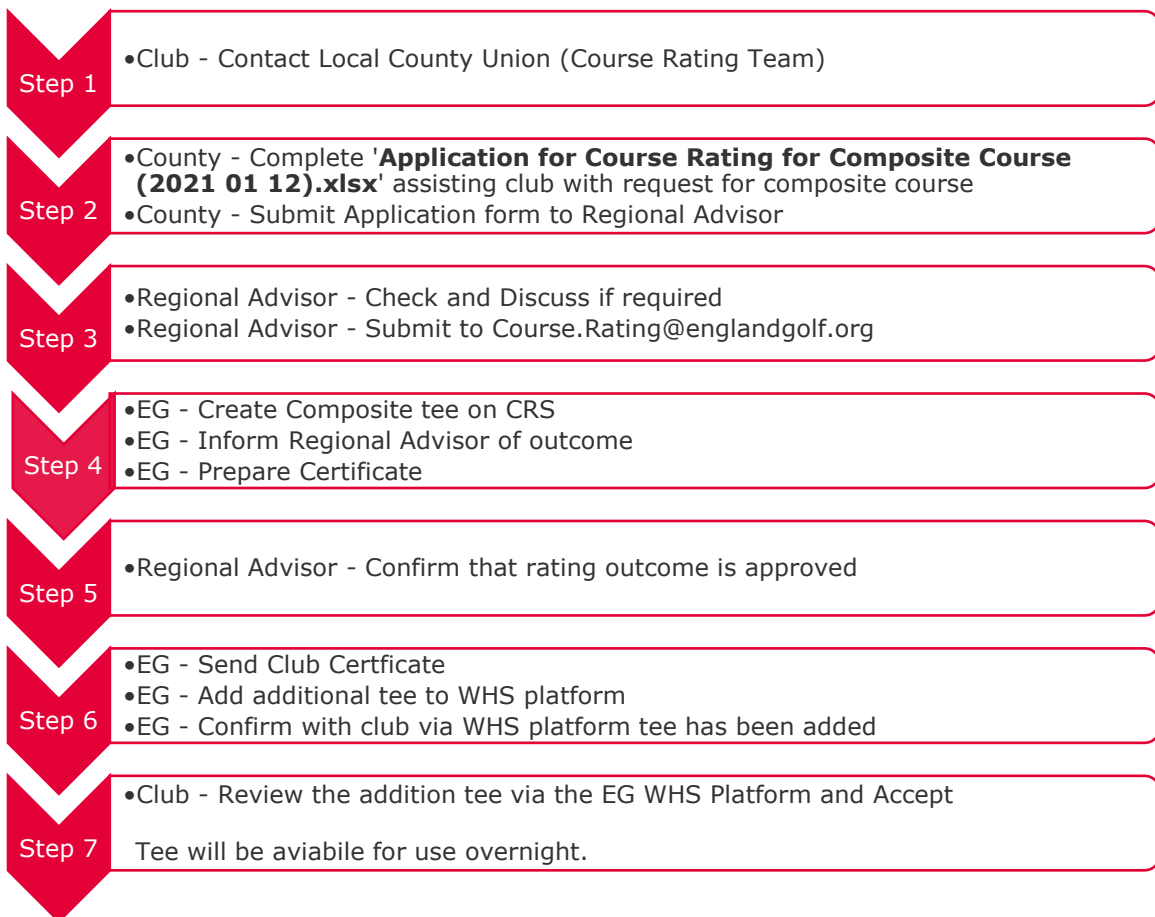 Step 1
•Club - Contact Local County Union (Course Rating Team)
Step 2
•County - Complete 'Application for Course Rating for Composite Course
(2021 01 12).xlsx' assisting club with request for composite course
•County - Submit Application form to Regional Advisor
Step 3
•Regional Advisor - Check and Discuss if required
•Regional Advisor - Submit to Course.Rating@englandgolf.org
Step 4
•EG - Create Composite tee on CRS
•EG - Inform Regional Advisor of outcome
•EG - Prepare Certificate
Step 5
•Regional Advisor - Confirm that rating outcome is approved
Step 6
•EG - Send Club Certficate
•EG - Add additional tee to WHS platform
•EG - Confirm with club via WHS platform tee has been added
Step 7
•Club - Review the addition tee via the EG WHS Platform and Accept
Tee will be aviabile for use overnight.